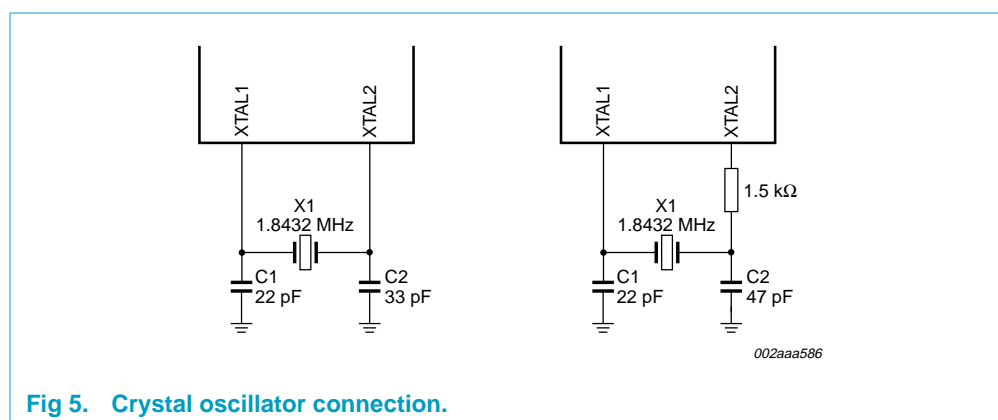 XTAL1
XTAL2
X1
1.8432 MHz
C1
22 pF
C2
33 pF
XTAL1
XTAL2
1.5 kΩ
X1
1.8432 MHz
C1
22 pF
C2
47 pF
002aaa586
Fig 5. Crystal oscillator connection.